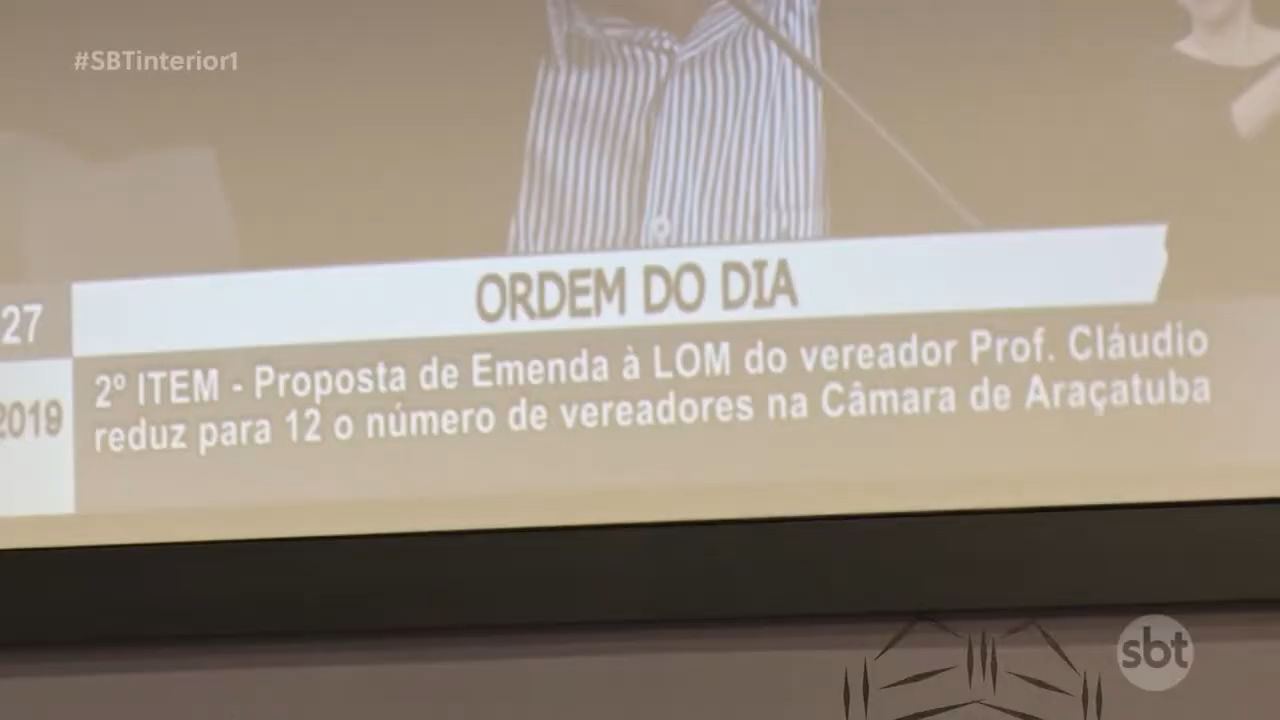 #SBTinterior1
ORDEM DO DIA
27
2º ITEM - Proposta de Emenda à LOM do vereador Prof. Cláudio
2019
reduz para 12 o número de vereadores na Câmara de Araçatuba
sbt